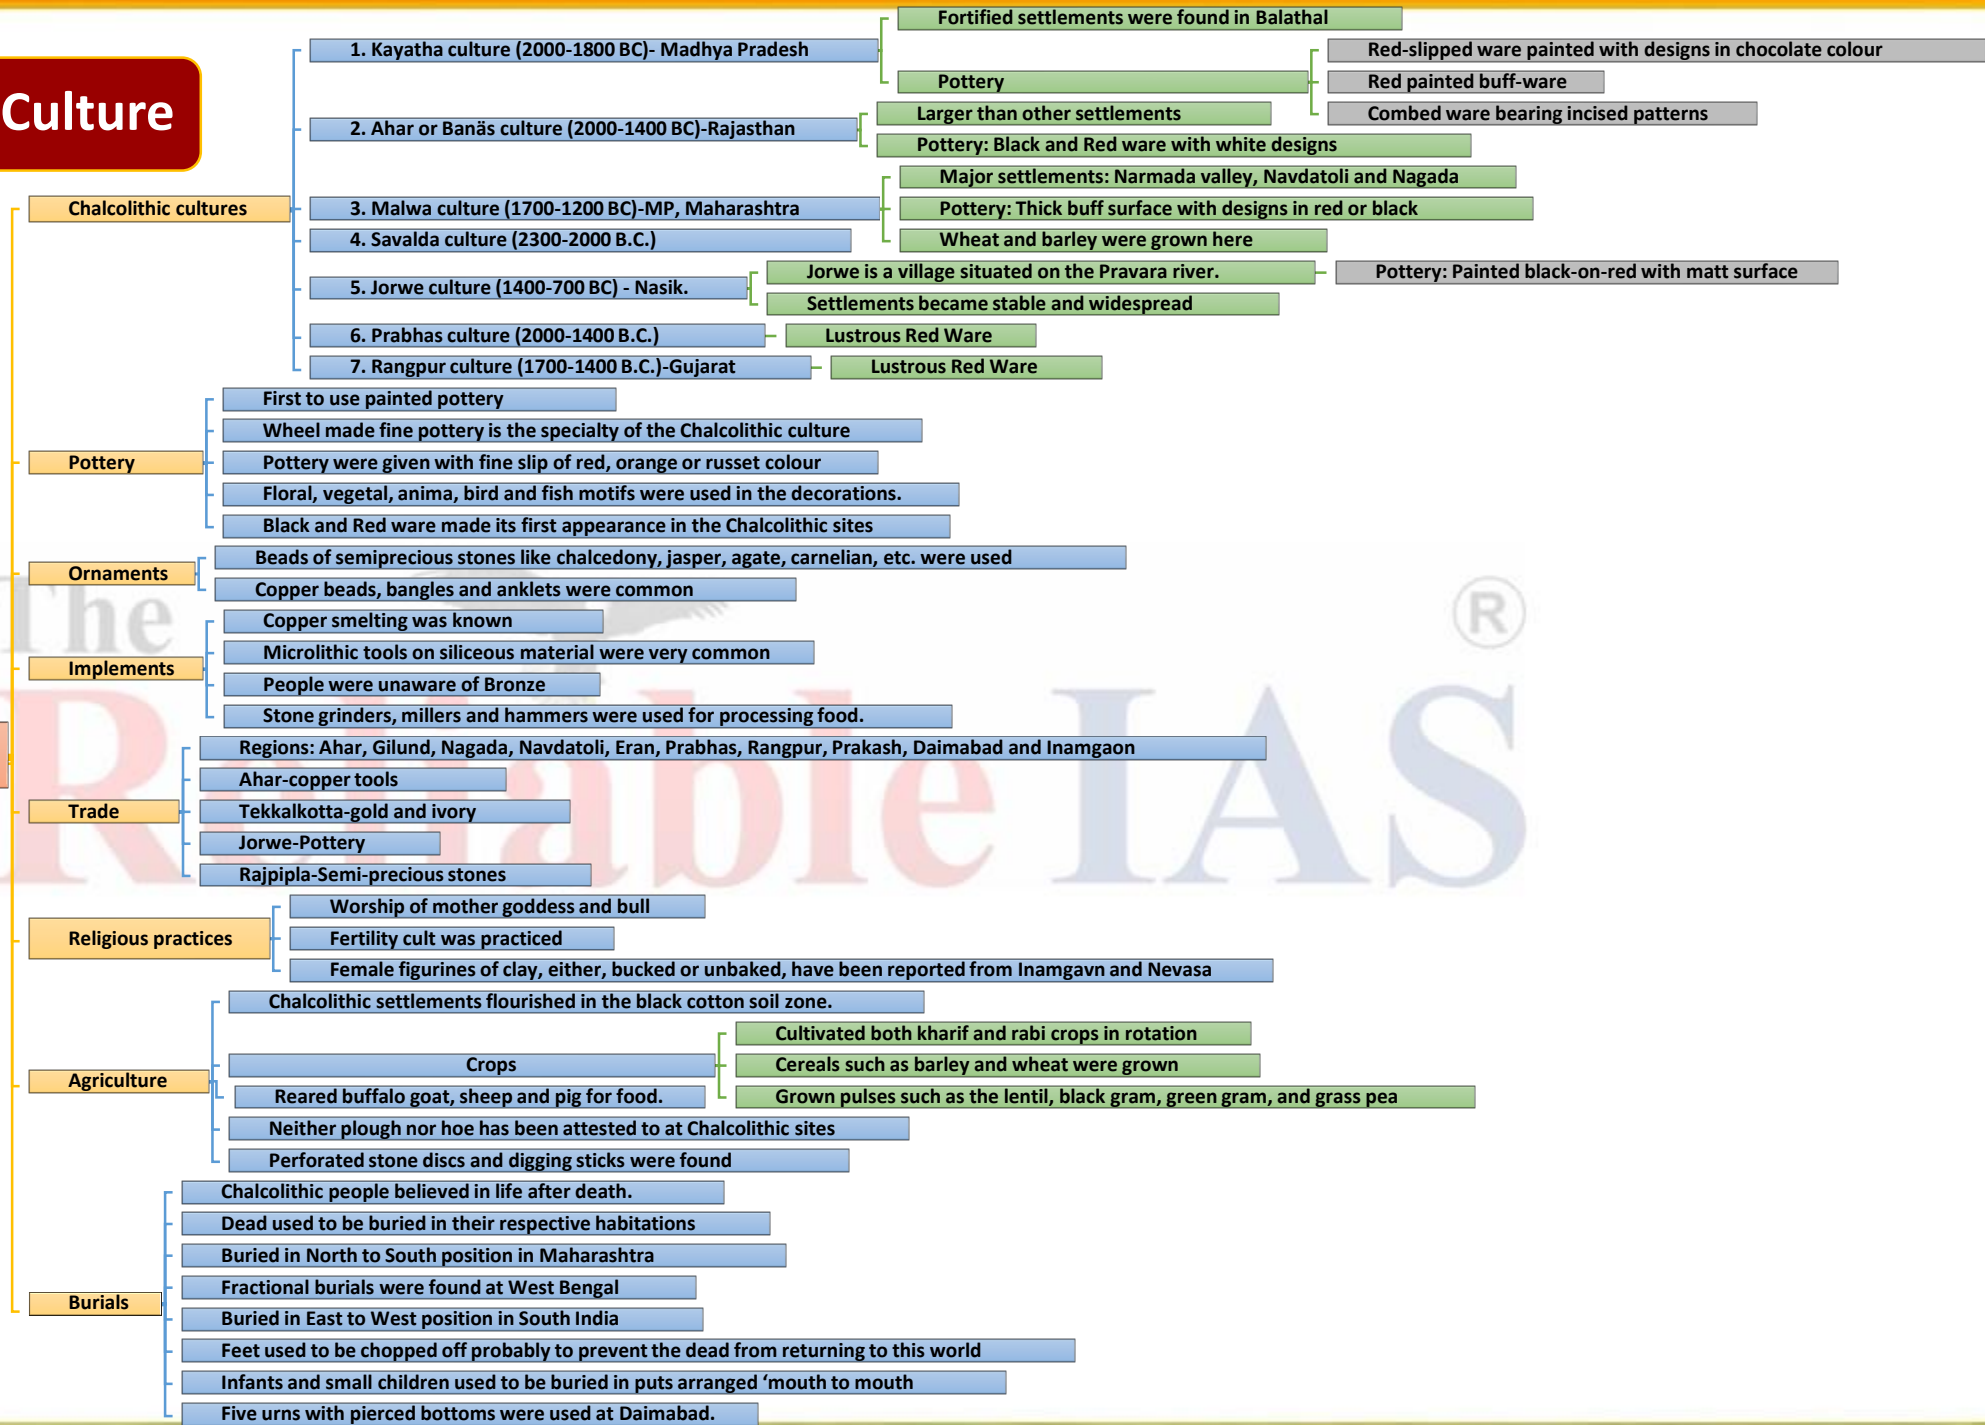 Culture
Chalcolithic cultures
1. Kayatha culture (2000-1800 BC)- Madhya Pradesh
Fortified settlements were found in Balathal
Pottery
Red-slipped ware painted with designs in chocolate colour
Red painted buff-ware
Combed ware bearing incised patterns
2. Ahar or Banäs culture (2000-1400 BC)-Rajasthan
Larger than other settlements
Pottery: Black and Red ware with white designs
3. Malwa culture (1700-1200 BC)-MP, Maharashtra
Major settlements: Narmada valley, Navdatoli and Nagada
Pottery: Thick buff surface with designs in red or black
Wheat and barley were grown here
4. Savalda culture (2300-2000 B.C.)
5. Jorwe culture (1400-700 BC) - Nasik.
Jorwe is a village situated on the Pravara river.
Pottery: Painted black-on-red with matt surface
Settlements became stable and widespread
6. Prabhas culture (2000-1400 B.C.)
Lustrous Red Ware
7. Rangpur culture (1700-1400 B.C.)-Gujarat
Lustrous Red Ware
Pottery
First to use painted pottery
Wheel made fine pottery is the specialty of the Chalcolithic culture
Pottery were given with fine slip of red, orange or russet colour
Floral, vegetal, anima, bird and fish motifs were used in the decorations.
Black and Red ware made its first appearance in the Chalcolithic sites
Ornaments
Beads of semiprecious stones like chalcedony, jasper, agate, carnelian, etc. were used
Copper beads, bangles and anklets were common
Implements
Copper smelting was known
Microlithic tools on siliceous material were very common
People were unaware of Bronze
Stone grinders, millers and hammers were used for processing food.
Trade
Regions: Ahar, Gilund, Nagada, Navdatoli, Eran, Prabhas, Rangpur, Prakash, Daimabad and Inamgaon
Ahar-copper tools
Tekkalkotta-gold and ivory
Jorwe-Pottery
Rajpipla-Semi-precious stones
Religious practices
Worship of mother goddess and bull
Fertility cult was practiced
Female figurines of clay, either, bucked or unbaked, have been reported from Inamgavn and Nevasa
Agriculture
Chalcolithic settlements flourished in the black cotton soil zone.
Crops
Cultivated both kharif and rabi crops in rotation
Cereals such as barley and wheat were grown
Grown pulses such as the lentil, black gram, green gram, and grass pea
Reared buffalo goat, sheep and pig for food.
Neither plough nor hoe has been attested to at Chalcolithic sites
Perforated stone discs and digging sticks were found
Burials
Chalcolithic people believed in life after death.
Dead used to be buried in their respective habitations
Buried in North to South position in Maharashtra
Fractional burials were found at West Bengal
Buried in East to West position in South India
Feet used to be chopped off probably to prevent the dead from returning to this world
Infants and small children used to be buried in puts arranged ‘mouth to mouth
Five urns with pierced bottoms were used at Daimabad.
The
Reliable IAS
®